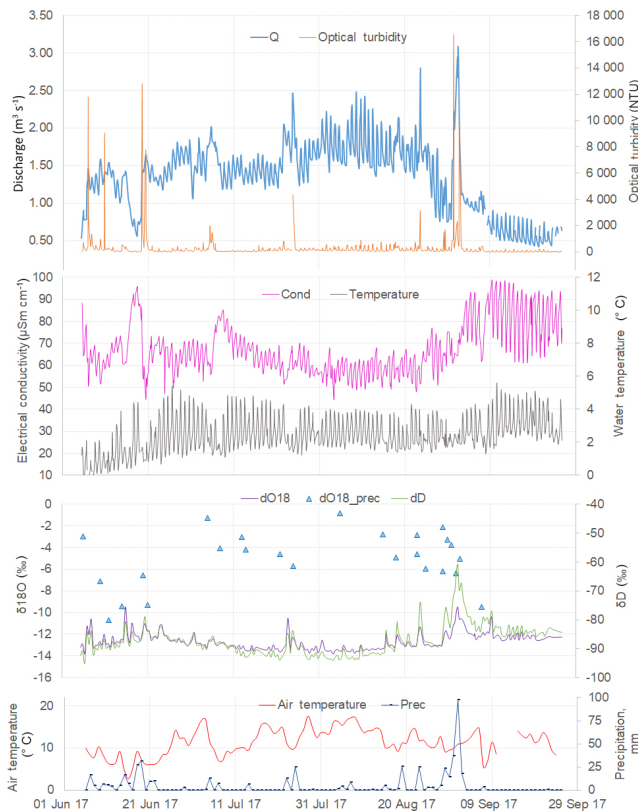 3.50
3.00
2.50
2.00
1.50
1.00
0.50
Discharge (m³ s⁻¹)
Q
Optical turbidity
18 000
16 000
14 000
12 000
10 000
8 000
6 000
4 000
2 000
0
Optical turbidity (NTU)
100
90
80
70
60
50
40
30
20
10
Electrical conductivity (µSm cm⁻¹)
Cond
Temperature
12
10
8
6
4
2
0
Water temperature (° C)
0
-2
-4
-6
-8
-10
-12
-14
-16
δ18O (‰)
dO18
dO18_prec
dD
-40
-50
-60
-70
-80
-90
-100
δD (‰)
20
10
0
Air temperature
(° C)
Air temperature
Prec
100
75
50
25
0
Precipitation,
mm
01 Jun 17
21 Jun 17
11 Jul 17
31 Jul 17
20 Aug 17
09 Sep 17
29 Sep 17